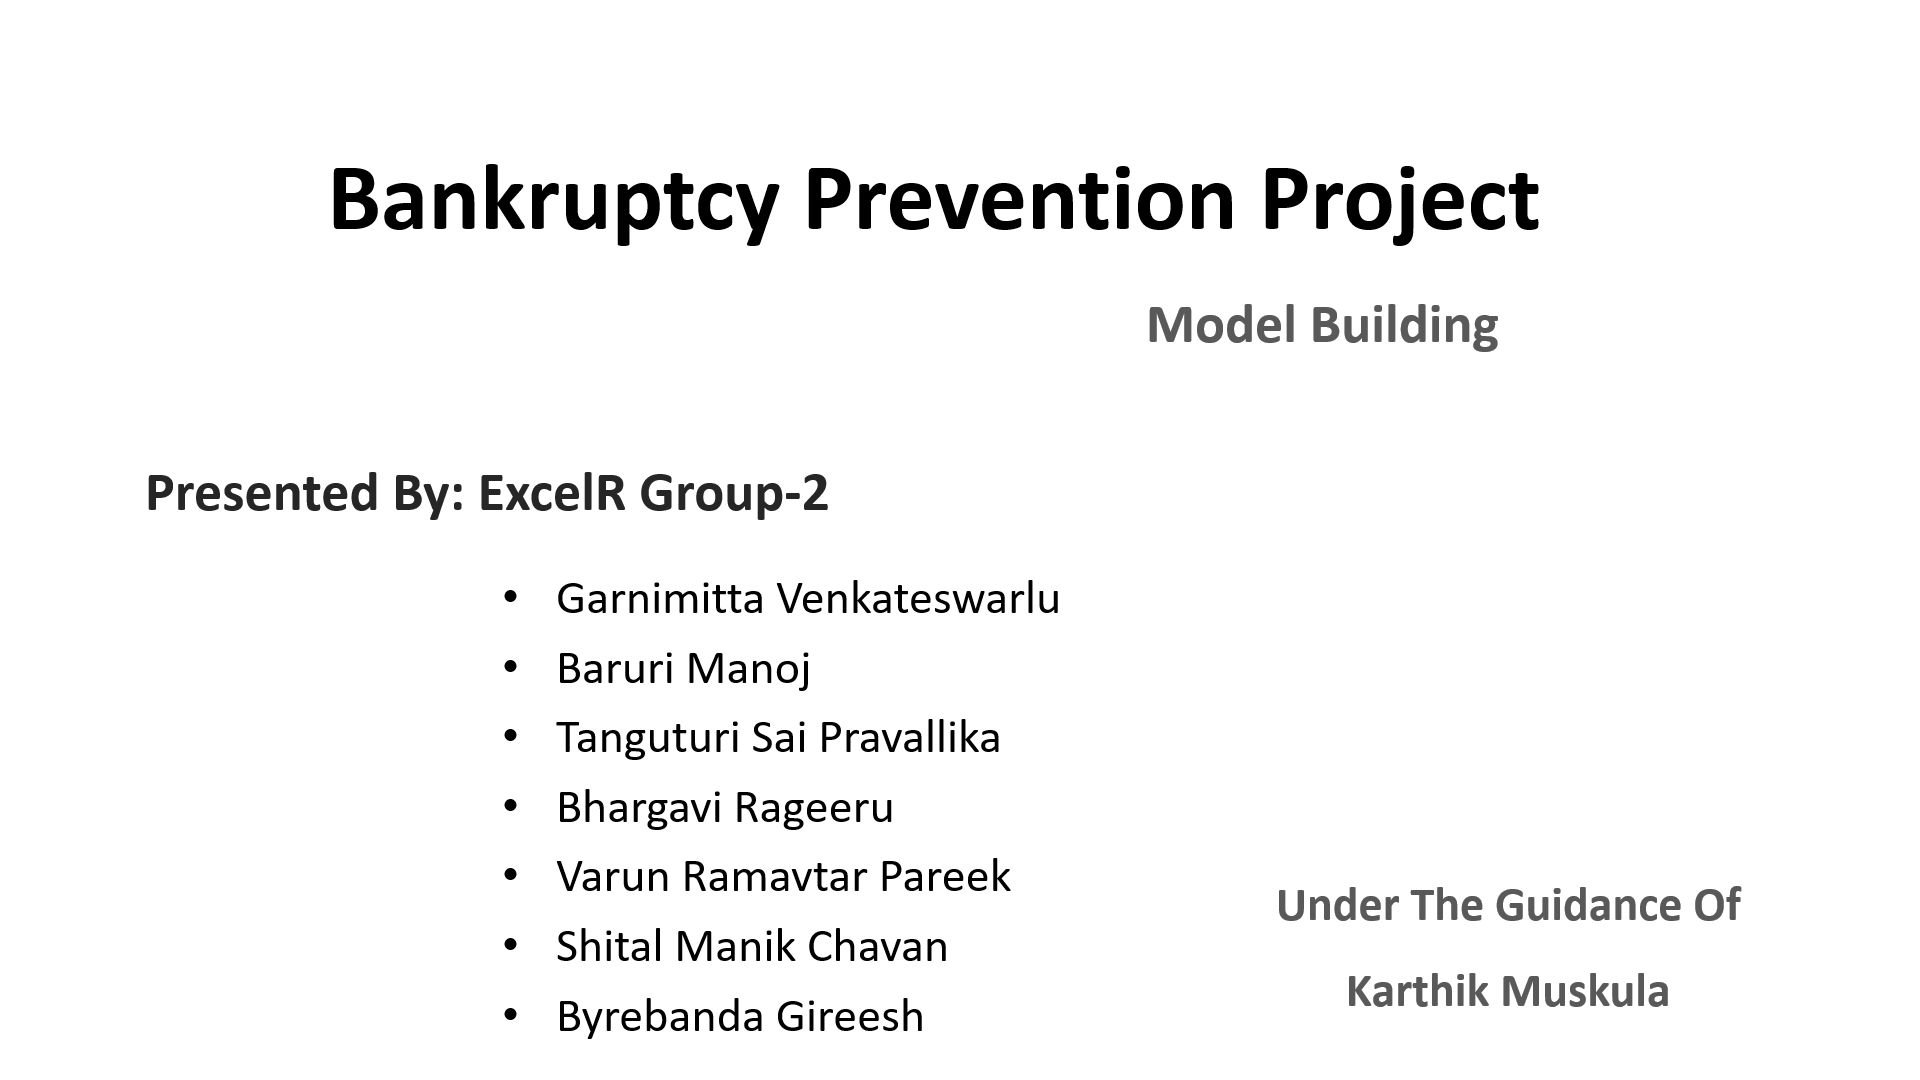 Bankruptcy Prevention Project
Model Building
Presented By: ExcelR Group-2
• Garnimitta Venkateswarlu
• Baruri Manoj
• Tanguturi Sai Pravallika
• Bhargavi Rageeru
• Varun Ramavtar Pareek
• Shital Manik Chavan
• Byrebanda Gireesh
Under The Guidance Of
Karthik Muskula